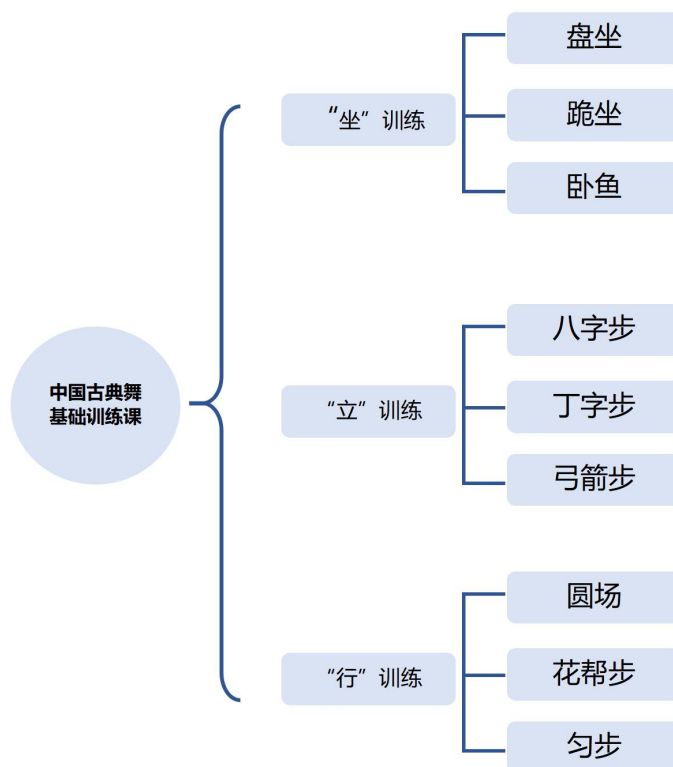 中国古典舞
基础训练课
“坐”训练
盘坐
跪坐
卧鱼
“立”训练
八字步
丁字步
弓箭步
“行”训练
圆场
花帮步
匀步